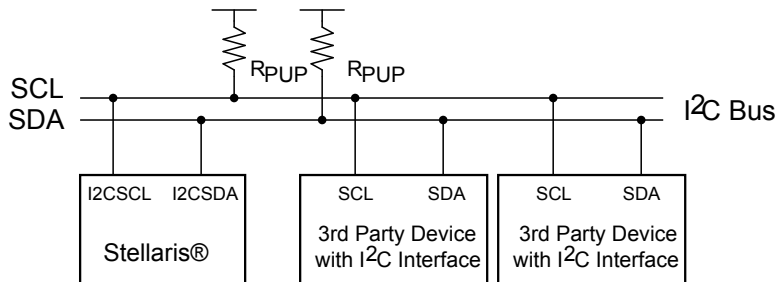 RPUP RPUP
SCL
SDA
I2C Bus
I2CSCL I2CSDA SCL SDA SCL SDA
Stellaris®
3rd Party Device
with I2C Interface
3rd Party Device
with I2C Interface